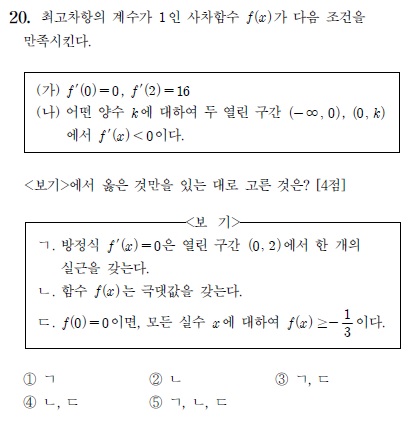 20. 최고차항의 계수가 1인 사차함수 f(x)가 다음 조건을
만족시킨다.
(가) f′(0)=0, f′(2)=16
(나) 어떤 양수 k에 대하여 두 열린 구간 (−∞, 0), (0, k)
에서 f′(x)<0이다.
<보기>에서 옳은 것만을 있는 대로 고른 것은? [4점]
<보 기>
ㄱ. 방정식 f′(x)=0은 열린 구간 (0, 2)에서 한 개의
실근을 갖는다.
ㄴ. 함수 f(x)는 극댓값을 갖는다.
ㄷ. f(0)=0이면, 모든 실수 x에 대하여 f(x)≥−1/3이다.
① ㄱ ② ㄴ ③ ㄱ, ㄷ
④ ㄴ, ㄷ ⑤ ㄱ, ㄴ, ㄷ